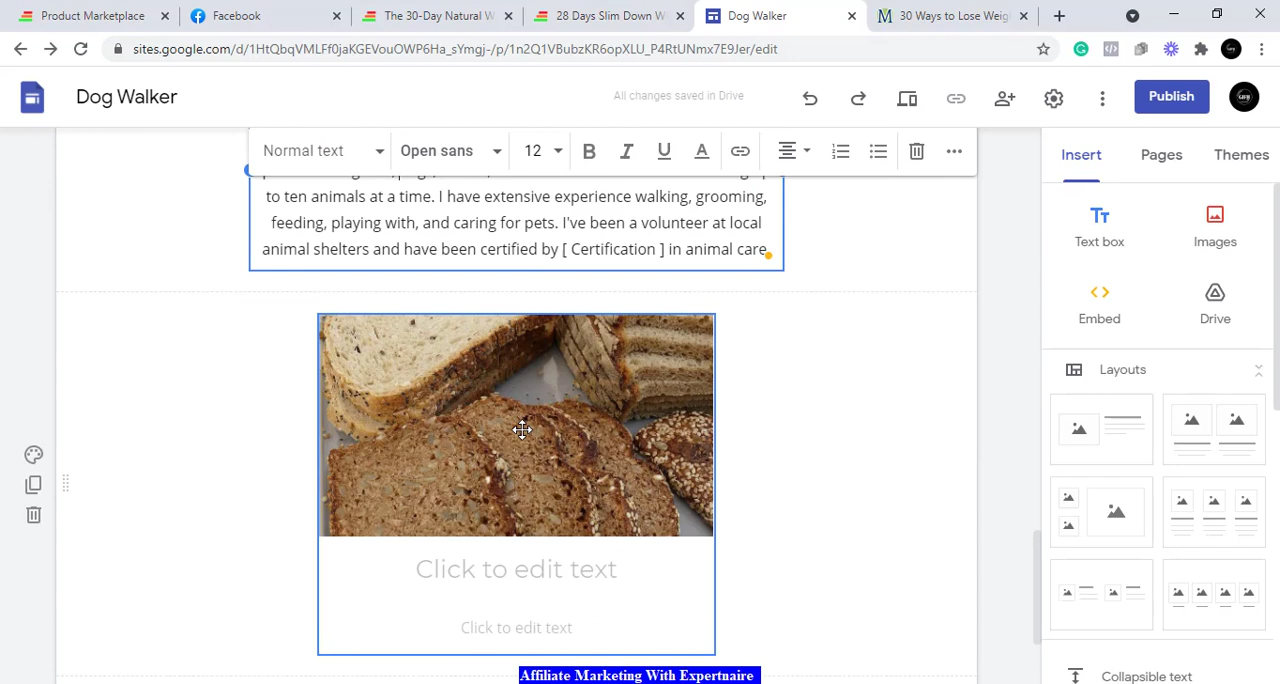 Product Marketplace
Facebook
The 30-Day Natural W
28 Days Slim Down W
Dog Walker
30 Ways to Lose Weig
sites.google.com/d/1HtQbqVMLFf0jaKGEVouOWP6Ha_sYmgj-/p/1n2Q1VBubzKR6opXLU_P4RtUNmx7E9Jer/edit
Dog Walker
All changes saved in Drive
Publish
Normal text
Open sans
12
B
I
U
A
Insert
Pages
Themes
to ten animals at a time. I have extensive experience walking, grooming,
feeding, playing with, and caring for pets. I've been a volunteer at local
animal shelters and have been certified by [ Certification ] in animal care
Text box
Images
Embed
Drive
Layouts
Click to edit text
Click to edit text
Collapsible text
Affiliate Marketing With Expertnaire